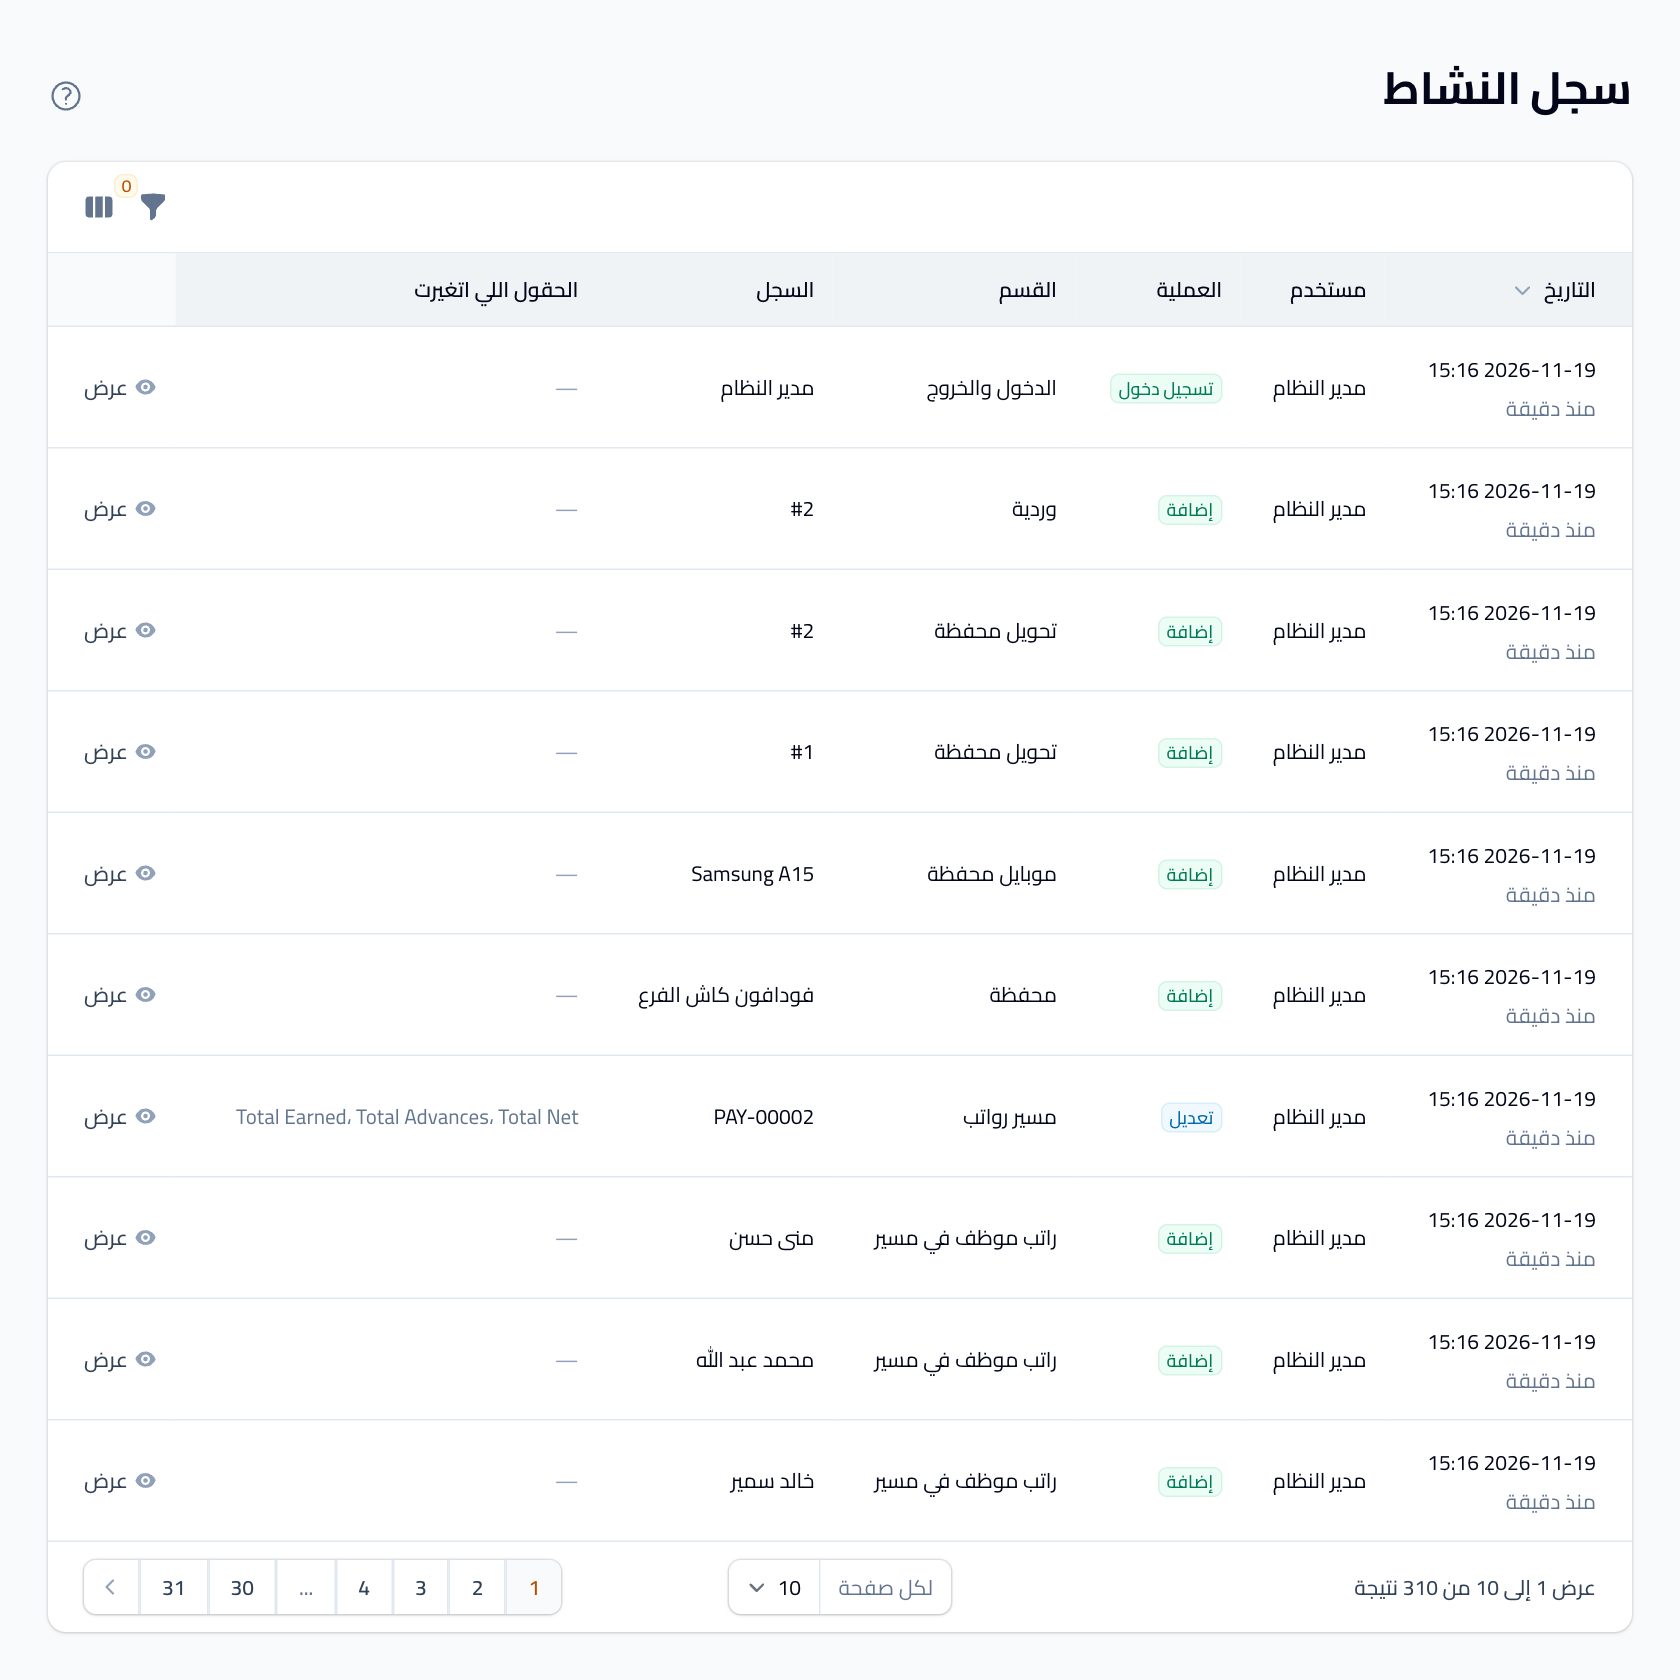 سجل النشاط
0
التاريخ مستخدم العملية القسم السجل الحقول اللي اتغيرت
2026-11-19 15:16
منذ دقيقة
مدير النظام تسجيل دخول الدخول والخروج مدير النظام — عرض
2026-11-19 15:16
منذ دقيقة
مدير النظام إضافة وردية #2 — عرض
2026-11-19 15:16
منذ دقيقة
مدير النظام إضافة تحويل محفظة #2 — عرض
2026-11-19 15:16
منذ دقيقة
مدير النظام إضافة تحويل محفظة #1 — عرض
2026-11-19 15:16
منذ دقيقة
مدير النظام إضافة موبايل محفظة Samsung A15 — عرض
2026-11-19 15:16
منذ دقيقة
مدير النظام إضافة محفظة فودافون كاش الفرع — عرض
2026-11-19 15:16
منذ دقيقة
مدير النظام تعديل مسير رواتب PAY-00002 Total Earned، Total Advances، Total Net عرض
2026-11-19 15:16
منذ دقيقة
مدير النظام إضافة راتب موظف في مسير منى حسن — عرض
2026-11-19 15:16
منذ دقيقة
مدير النظام إضافة راتب موظف في مسير محمد عبد الله — عرض
2026-11-19 15:16
منذ دقيقة
مدير النظام إضافة راتب موظف في مسير خالد سمير — عرض
عرض 1 إلى 10 من 310 نتيجة
لكل صفحة 10
1 2 3 4 ... 30 31